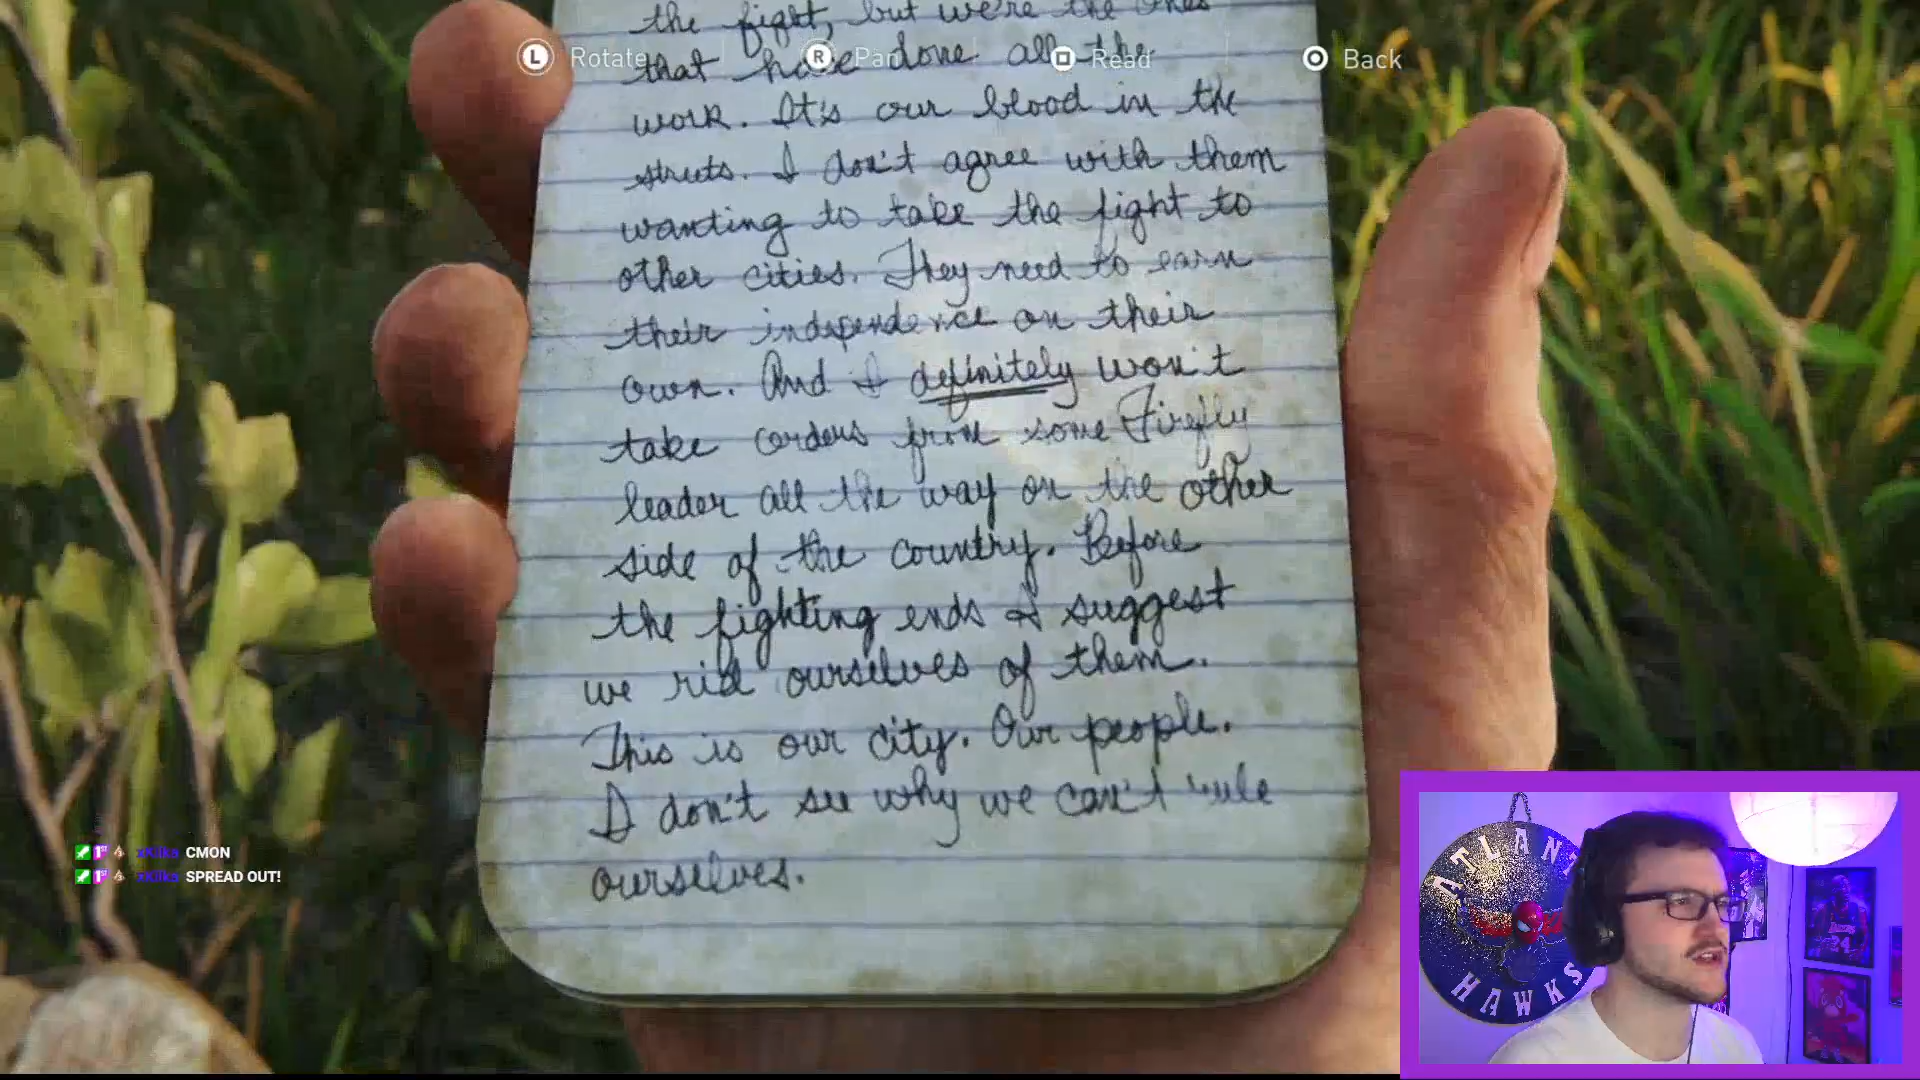 the fight, but we're the ones
L Rotate R Pan Read Back
that have done all the
work. It's our blood in the
streets. I don't agree with them
wanting to take the fight to
other cities. They need to earn
their independence on their
own. And I definitely won't
take orders from some Firefly
leader all the way on the other
side of the country. Before
the fighting ends I suggest
we rid ourselves of them.
This is our city. Our people.
I don't see why we can't rule
ourselves.
CMON
SPREAD OUT!
ATLANT
HAWKS
24